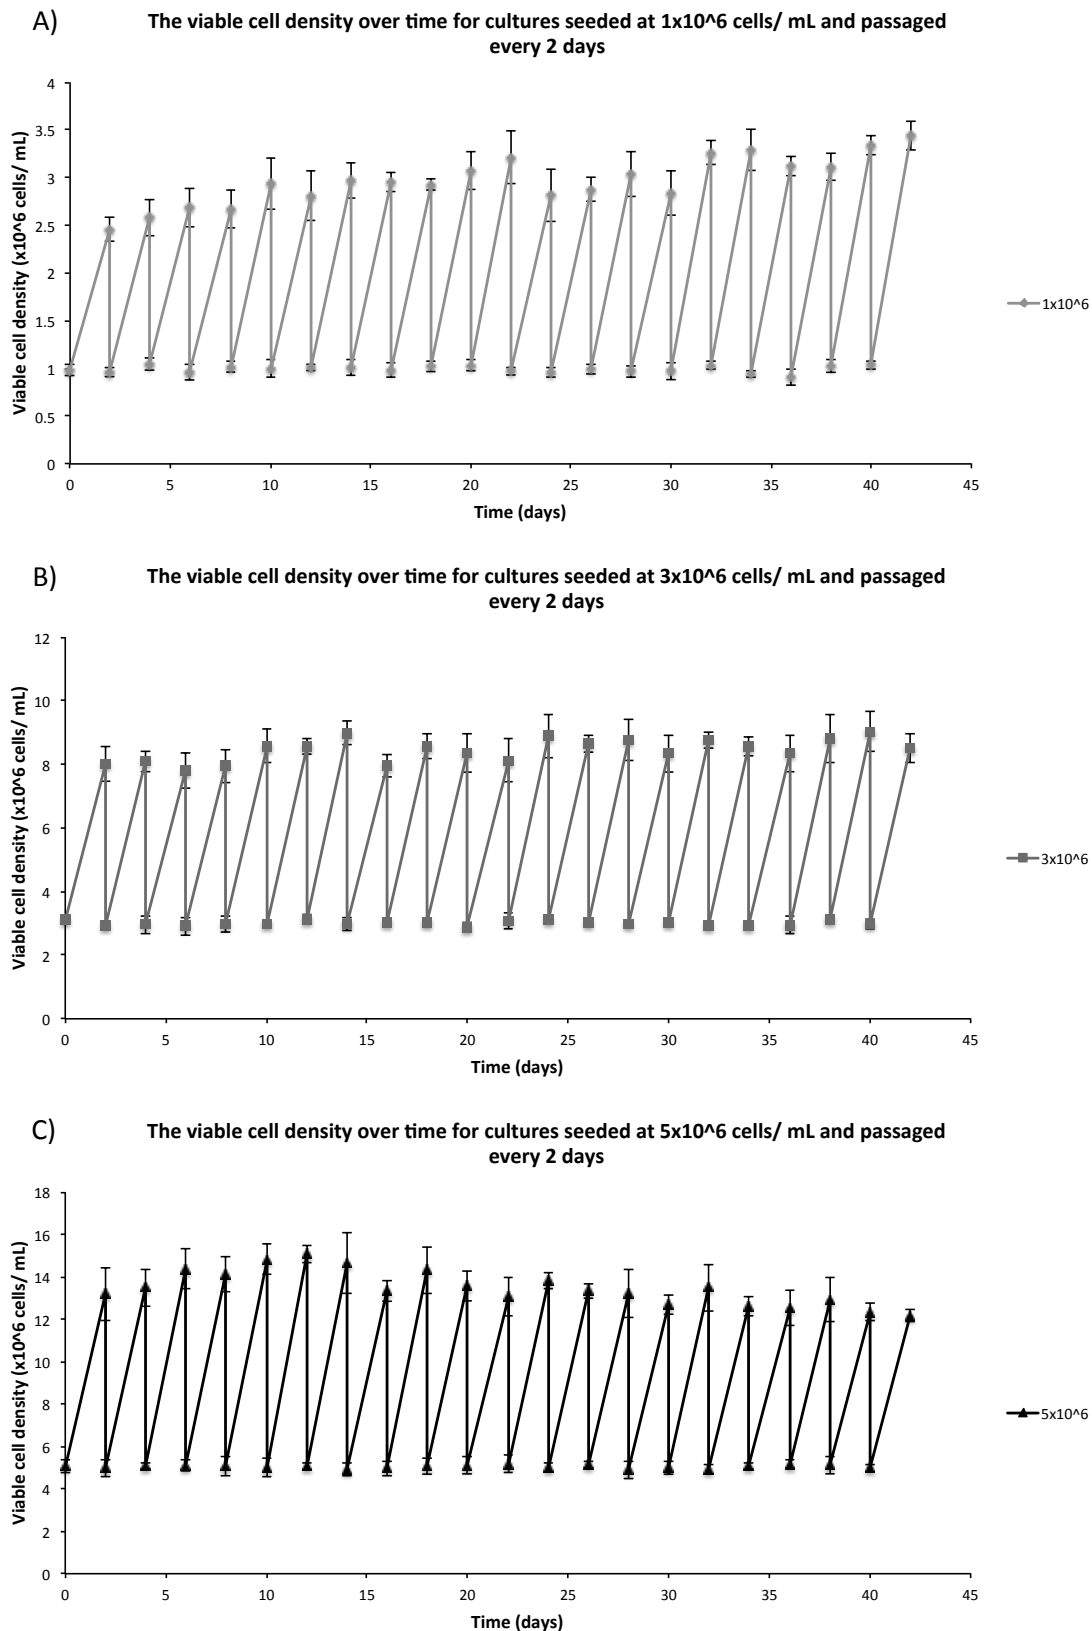 A)
The viable cell density over time for cultures seeded at 1x10^6 cells/ mL and passaged
every 2 days
Viable cell density (x10^6 cells/ mL)
4
3.5
3
2.5
2
1.5
1
0.5
0
0 5 10 15 20 25 30 35 40 45
Time (days)
1x10^6
B)
The viable cell density over time for cultures seeded at 3x10^6 cells/ mL and passaged
every 2 days
Viable cell density (x10^6 cells/ mL)
12
10
8
6
4
2
0
0 5 10 15 20 25 30 35 40 45
Time (days)
3x10^6
C)
The viable cell density over time for cultures seeded at 5x10^6 cells/ mL and passaged
every 2 days
Viable cell density (x10^6 cells/ mL)
18
16
14
12
10
8
6
4
2
0
0 5 10 15 20 25 30 35 40 45
Time (days)
5x10^6